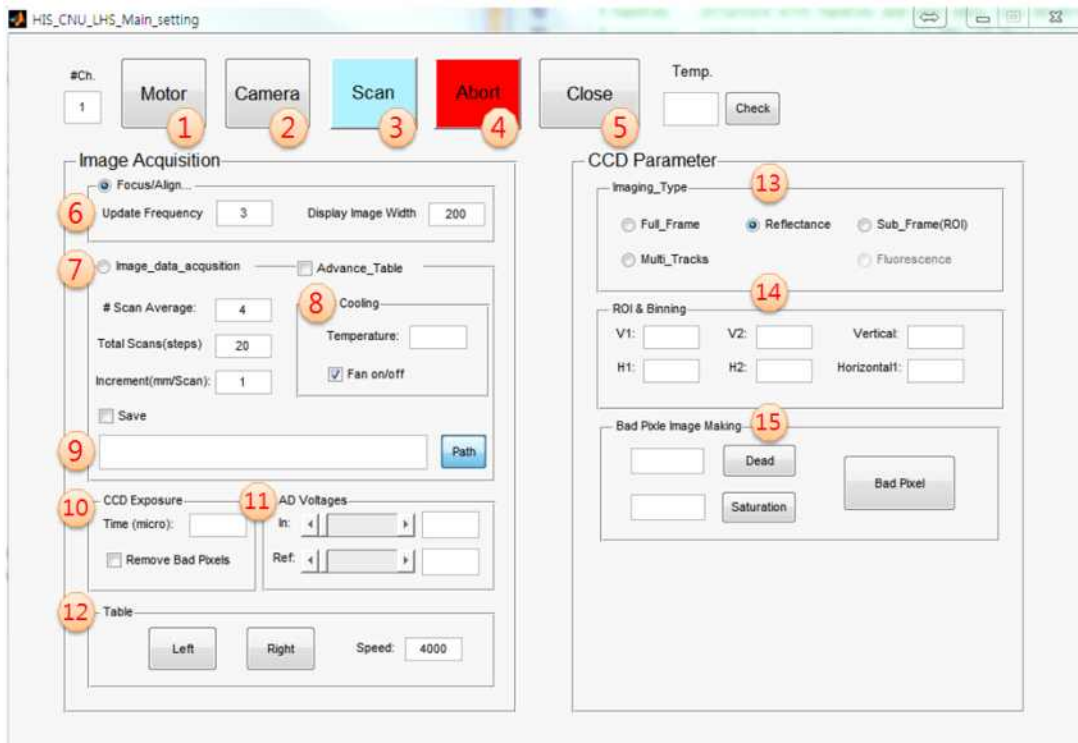 HIS_CNU_LHS_Main_setting
#Ch.
1
Motor
1
Camera
2
Scan
3
Abort
4
Close
5
Temp.
Check
Image Acquisition
Focus/Align...
6
Update Frequency 3 Display Image Width 200
7
Image_data_acqusition Advance_Table
# Scan Average: 4
Total Scans(steps) 20
Increment(mm/Scan): 1
8
Cooling
Temperature:
Fan on/off
Save
9
Path
10
CCD Exposure
Time (micro):
Remove Bad Pixels
11
AD Voltages
In:
Ref:
12
Table
Left Right Speed: 4000
CCD Parameter
13
Imaging_Type
Full_Frame Reflectance Sub_Frame(ROI)
Multi_Tracks Fluorescence
14
ROI & Binning
V1: V2: Vertical:
H1: H2: Horizontal1:
15
Bad Pixle Image Making
Dead
Saturation
Bad Pixel